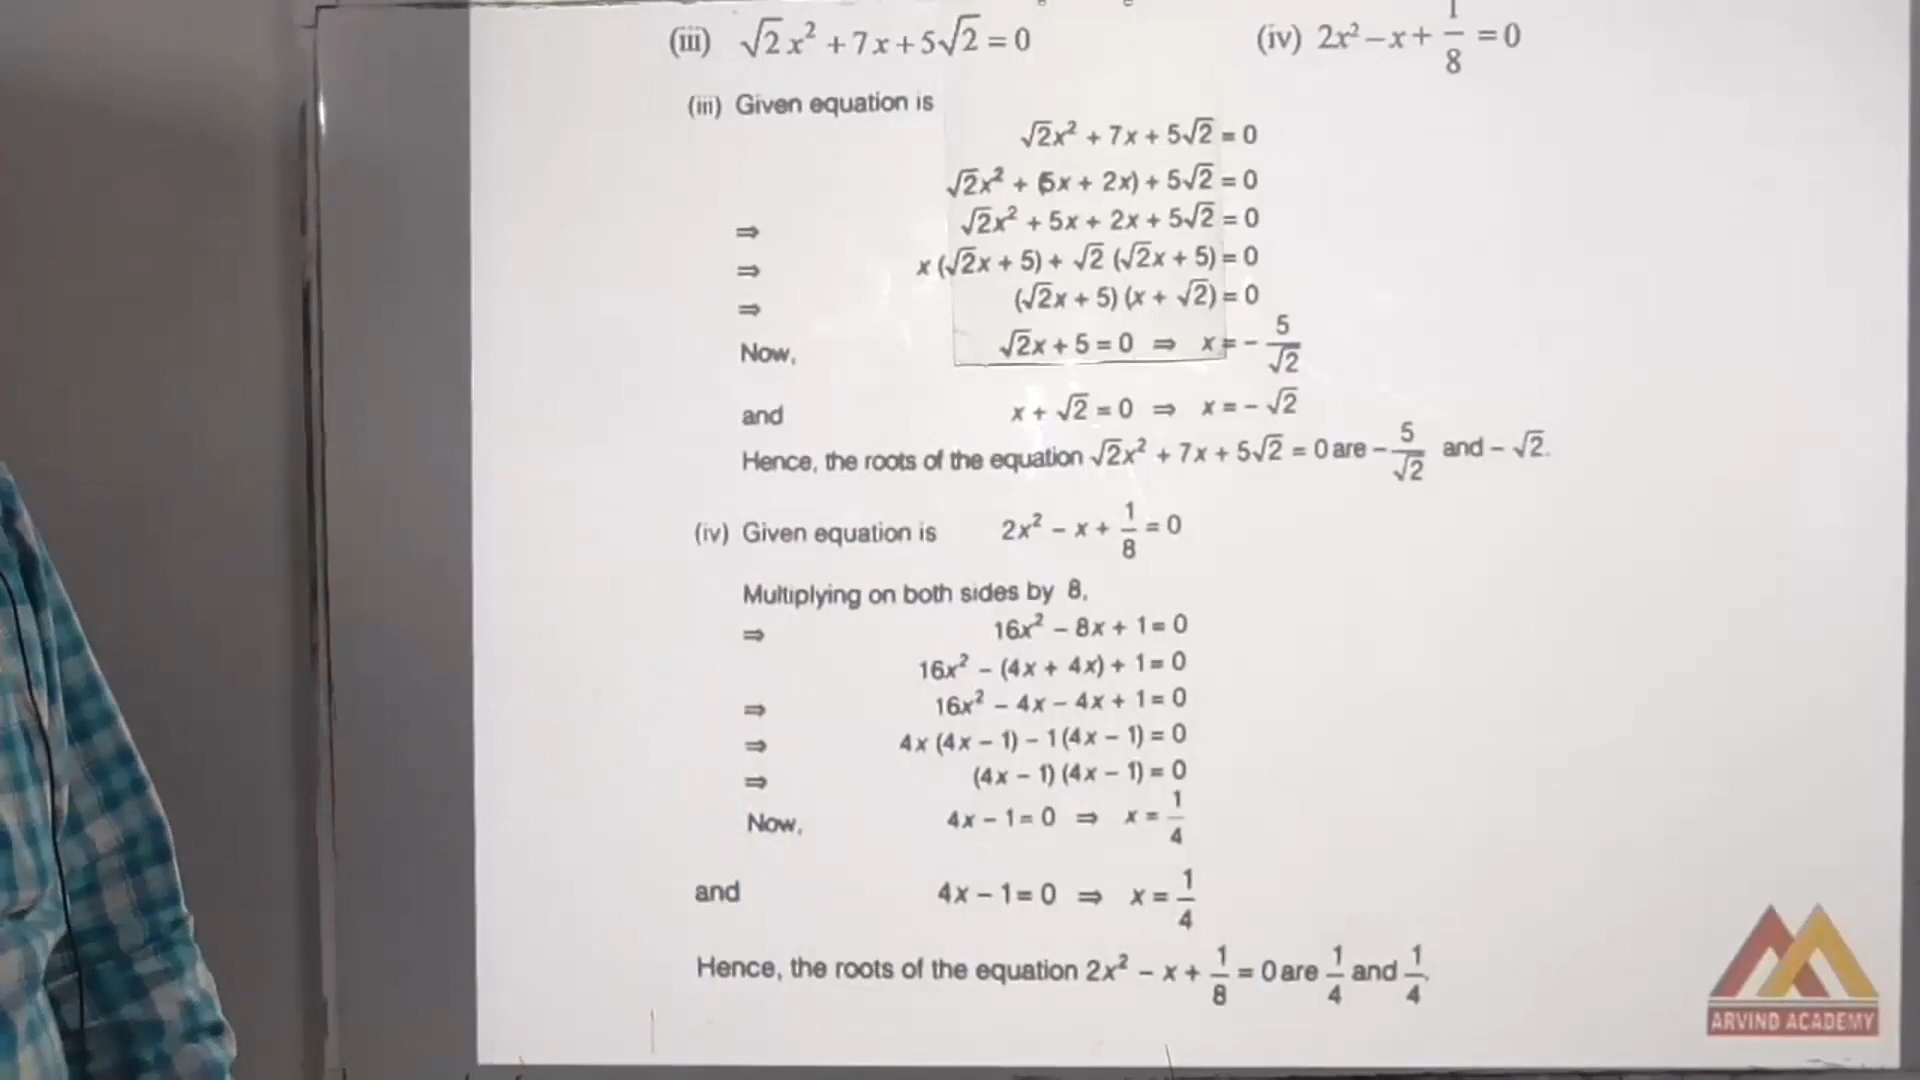 (iii) √2x² + 7x + 5√2 = 0 (iv) 2x² − x + 1/8 = 0
(iii) Given equation is
√2x² + 7x + 5√2 = 0
√2x² + (5x + 2x) + 5√2 = 0
⇒ √2x² + 5x + 2x + 5√2 = 0
⇒ x (√2x + 5) + √2 (√2x + 5) = 0
⇒ (√2x + 5) (x + √2) = 0
Now, √2x + 5 = 0 ⇒ x = − 5/√2
and x + √2 = 0 ⇒ x = − √2
Hence, the roots of the equation √2x² + 7x + 5√2 = 0 are − 5/√2 and − √2.
(iv) Given equation is 2x² − x + 1/8 = 0
Multiplying on both sides by 8,
⇒ 16x² − 8x + 1 = 0
16x² − (4x + 4x) + 1 = 0
⇒ 16x² − 4x − 4x + 1 = 0
⇒ 4x (4x − 1) − 1 (4x − 1) = 0
⇒ (4x − 1) (4x − 1) = 0
Now, 4x − 1 = 0 ⇒ x = 1/4
and 4x − 1 = 0 ⇒ x = 1/4
Hence, the roots of the equation 2x² − x + 1/8 = 0 are 1/4 and 1/4.
ARVIND ACADEMY